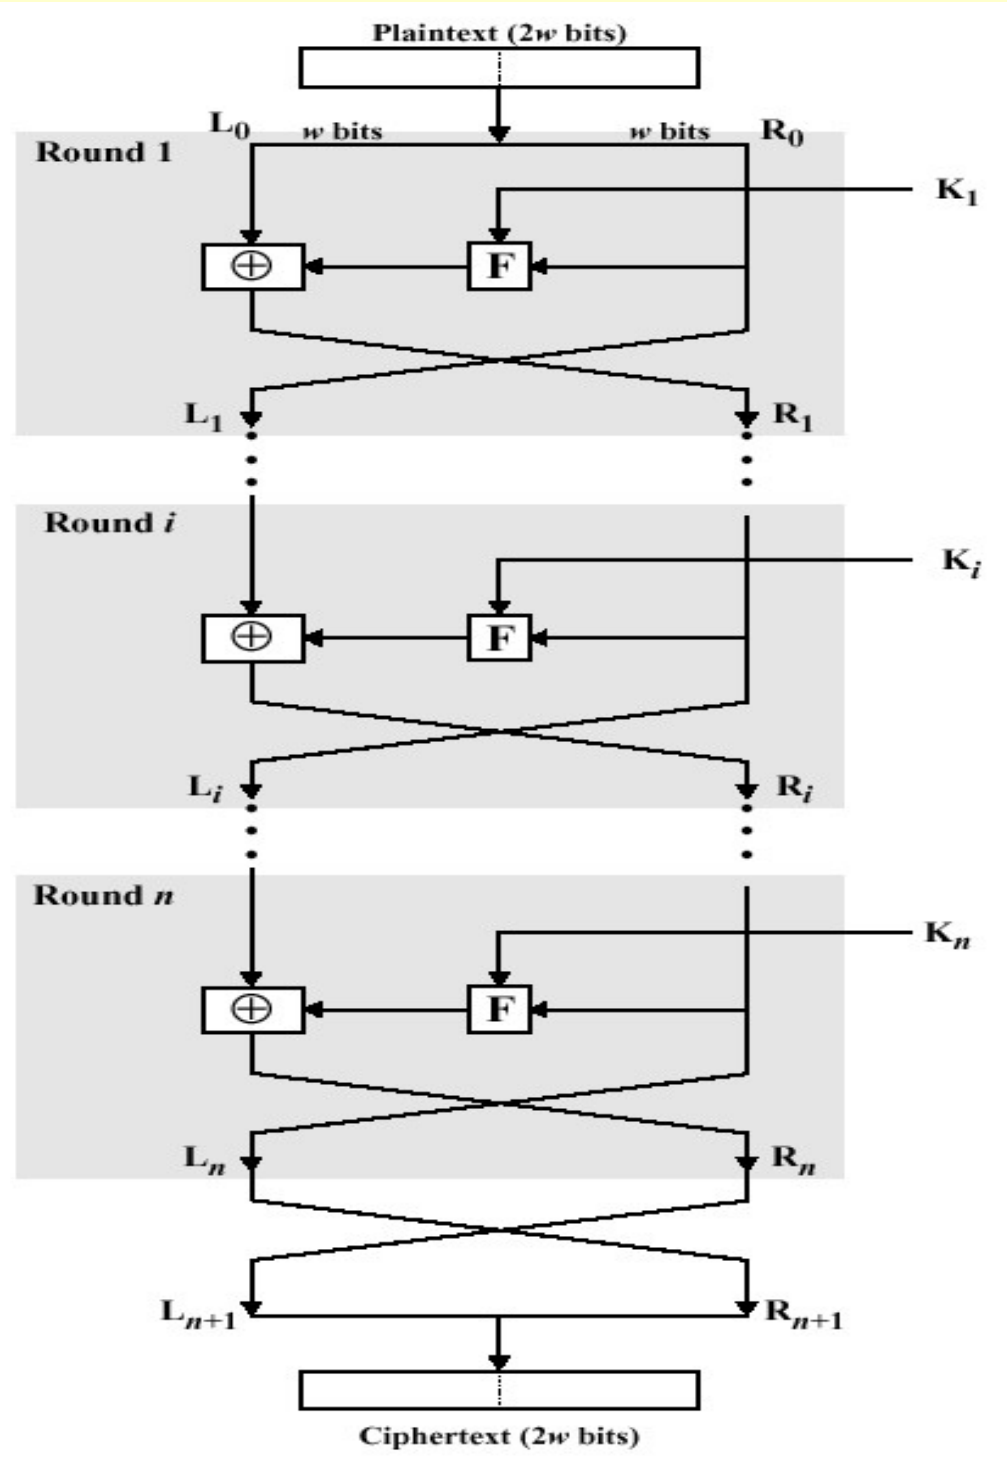 Plaintext (2w bits)
L₀ w bits w bits R₀
Round 1
K₁
⊕ F
L₁ R₁
Round i
Kᵢ
⊕ F
Lᵢ Rᵢ
Round n
Kₙ
⊕ F
Lₙ Rₙ
Lₙ₊₁ Rₙ₊₁
Ciphertext (2w bits)